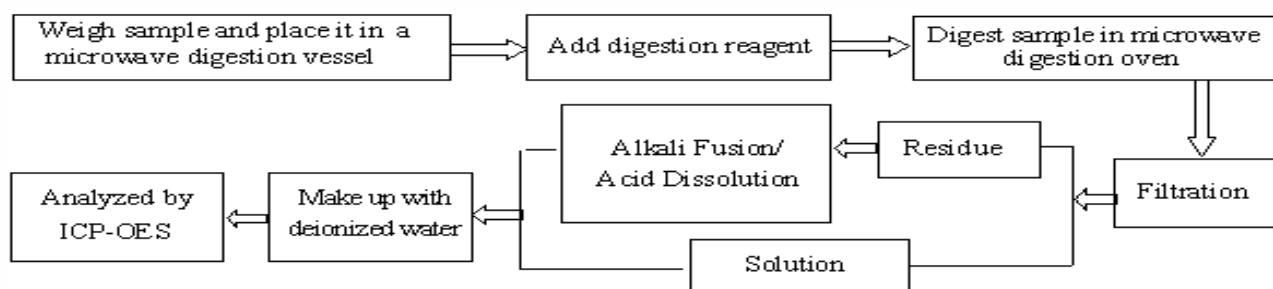 Weigh sample and place it in a
microwave digestion vessel
Add digestion reagent
Digest sample in microwave
digestion oven
Filtration
Residue
Alkali Fusion/
Acid Dissolution
Solution
Make up with
deionized water
Analyzed by
ICP-OES